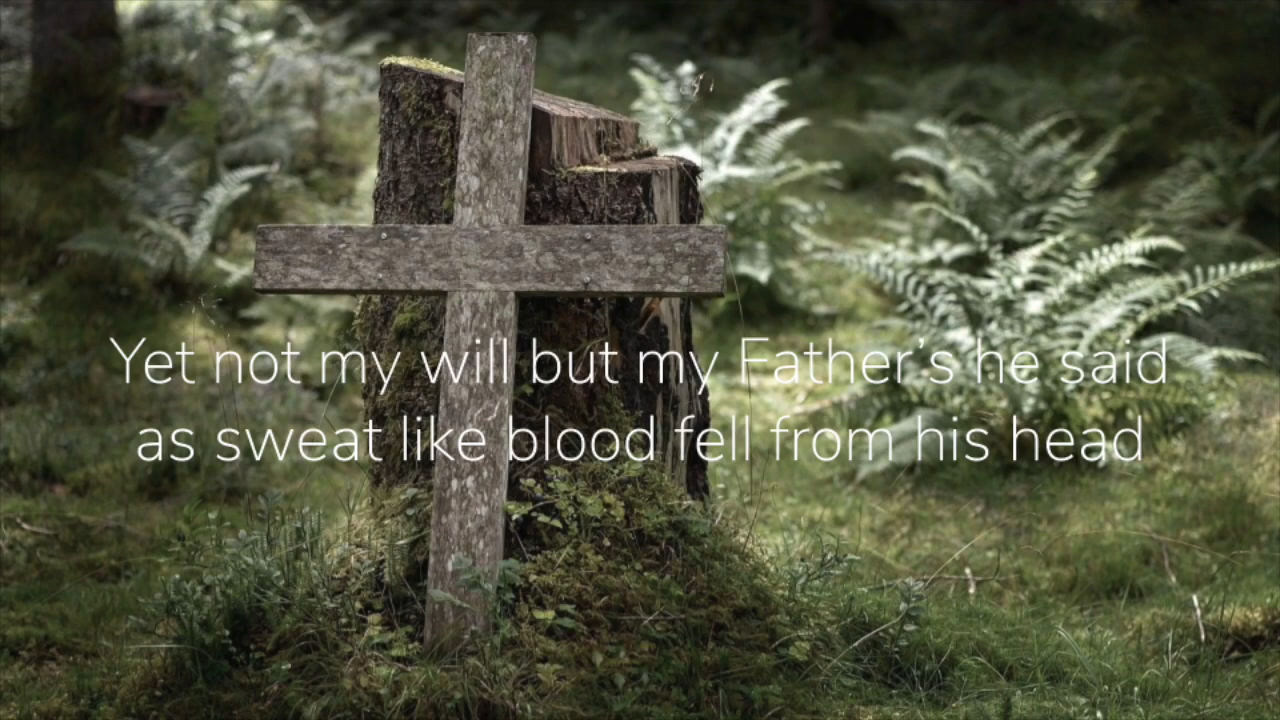 Yet not my will but my Father’s he said
as sweat like blood fell from his head